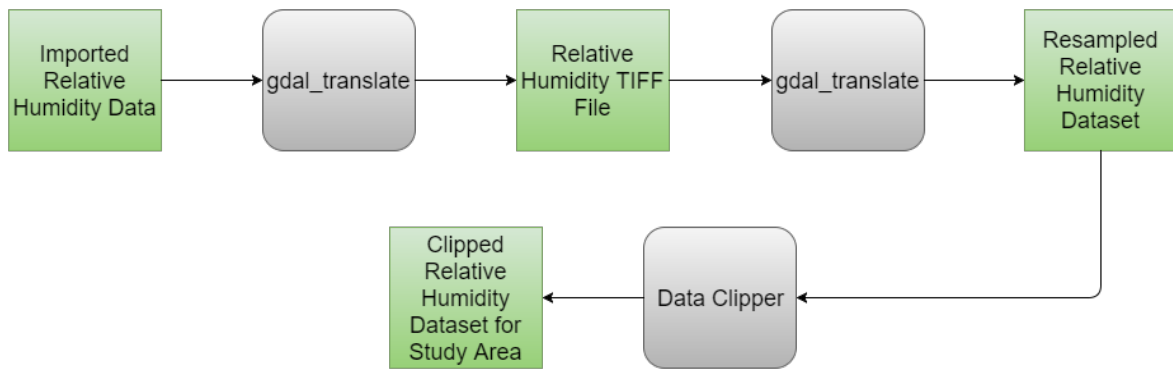 Imported
Relative
Humidity Data
gdal_translate
Relative
Humidity TIFF
File
gdal_translate
Resampled
Relative
Humidity
Dataset
Clipped
Relative
Humidity
Dataset for
Study Area
Data Clipper